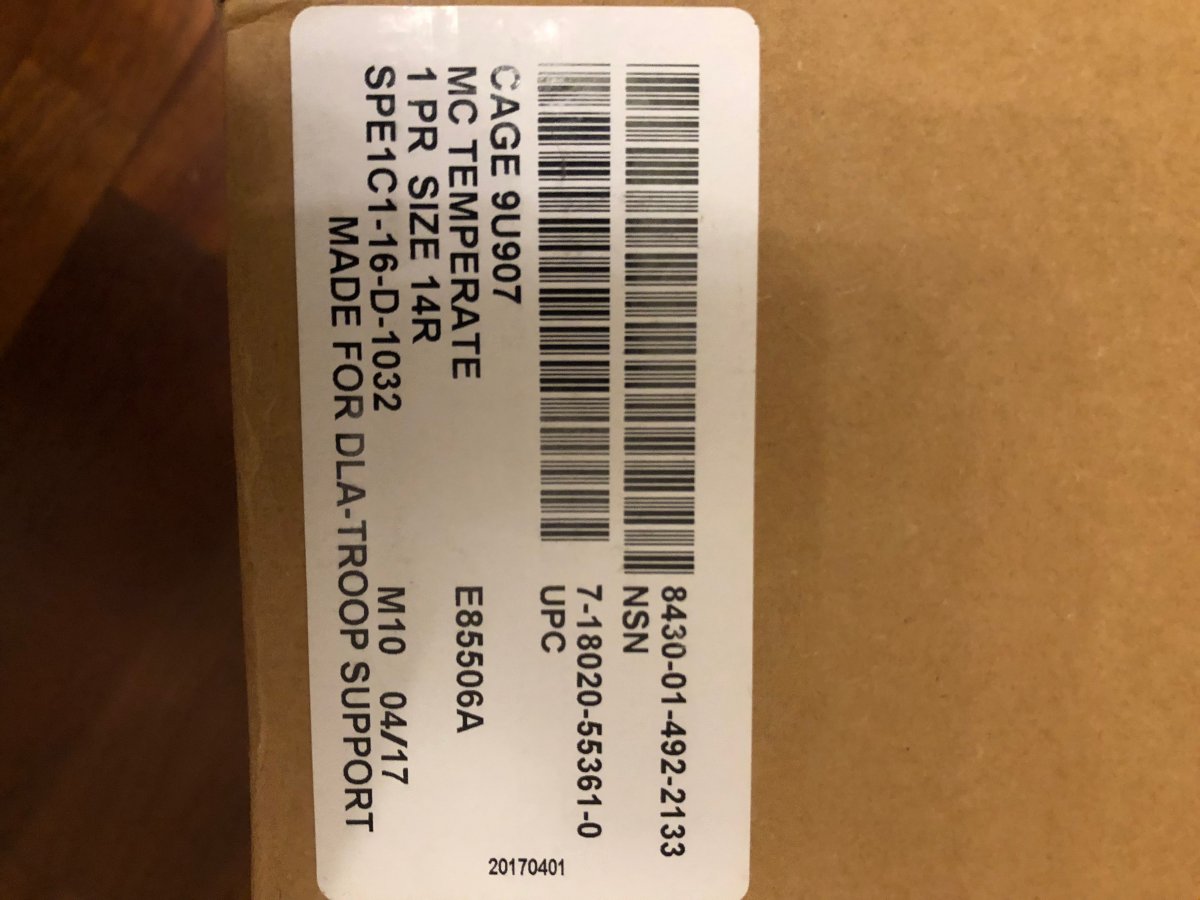 8430-01-492-2133
NSN
7-18020-55361-0
UPC
CAGE 9U907
MC TEMPERATE E85506A
1 PR SIZE 14R
SPE1C1-16-D-1032 M10 04/17
MADE FOR DLA-TROOP SUPPORT
20170401